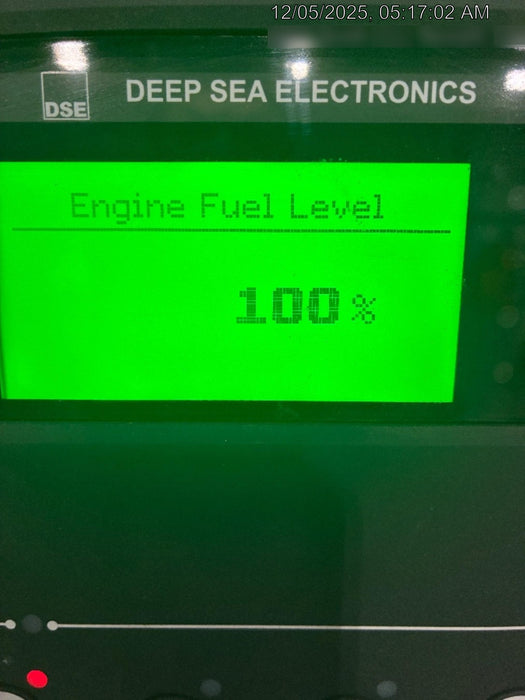 12/05/2025, 05:17:02 AM
DSE
DEEP SEA ELECTRONICS
Engine Fuel Level
100 %